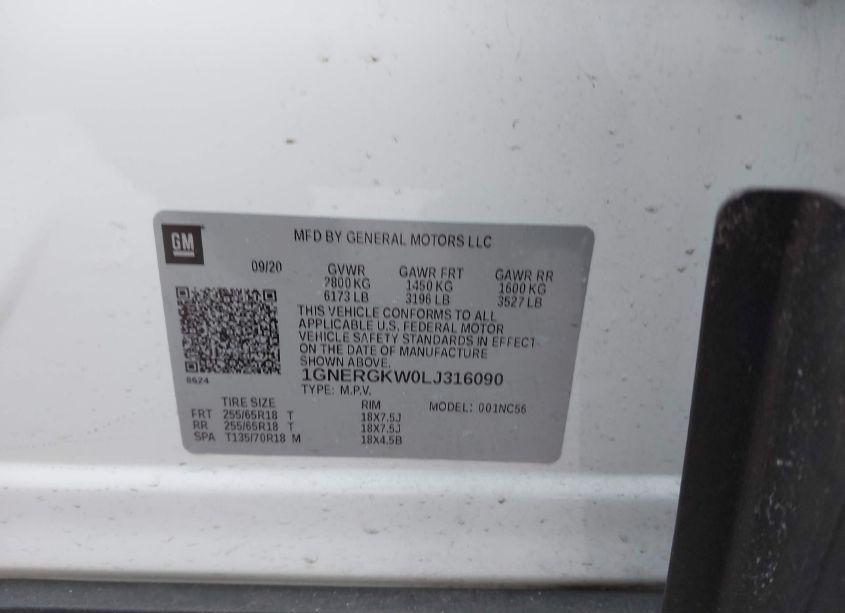 GM
MFD BY GENERAL MOTORS LLC
09/20 GVWR GAWR FRT GAWR RR
2800 KG 1450 KG 1600 KG
6173 LB 3196 LB 3527 LB
THIS VEHICLE CONFORMS TO ALL
APPLICABLE U.S. FEDERAL MOTOR
VEHICLE SAFETY STANDARDS IN EFFECT
ON THE DATE OF MANUFACTURE
SHOWN ABOVE.
8624
1GNERGKW0LJ316090
TYPE: M.P.V.
TIRE SIZE RIM MODEL: 001NC56
FRT 255/65R18 T 18X7.5J
RR 255/65R18 T 18X7.5J
SPA T135/70R18 M 18X4.5B